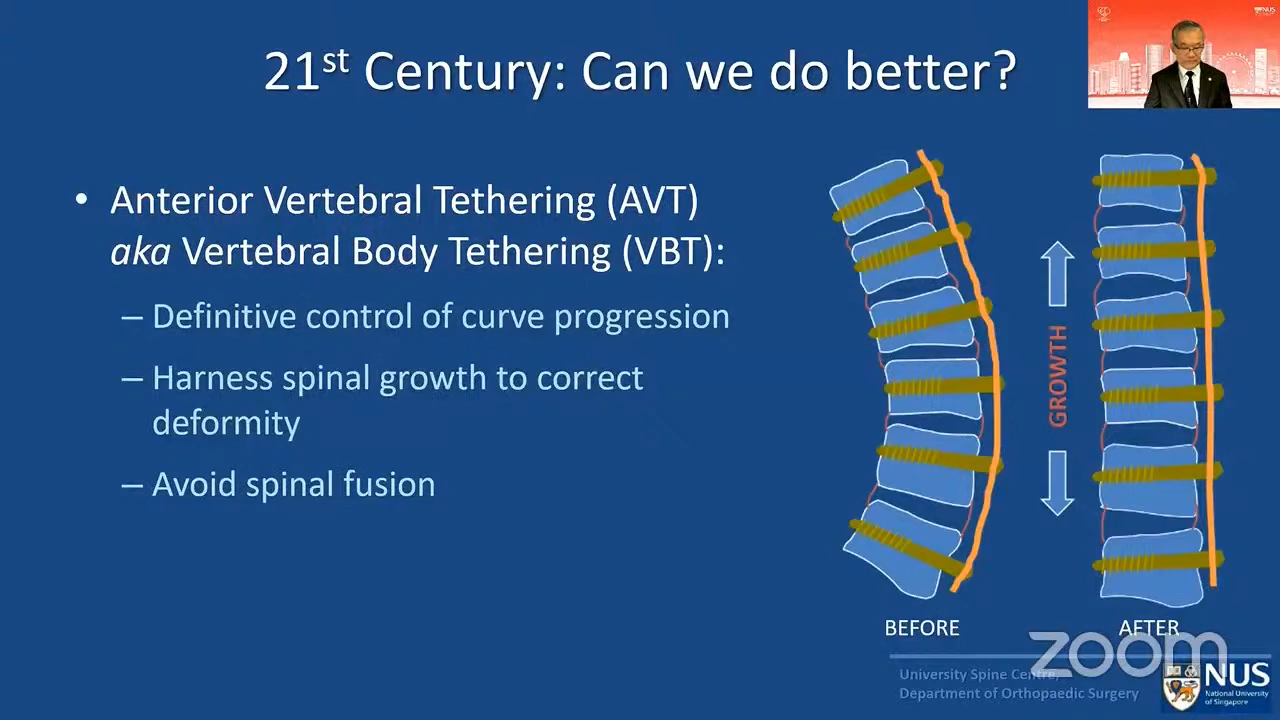 21st Century: Can we do better?
NUS
• Anterior Vertebral Tethering (AVT)
aka Vertebral Body Tethering (VBT):
– Definitive control of curve progression
– Harness spinal growth to correct
deformity
– Avoid spinal fusion
GROWTH
BEFORE
AFTER
zoom
University Spine Centre,
Department of Orthopaedic Surgery
NUS
National University
of Singapore